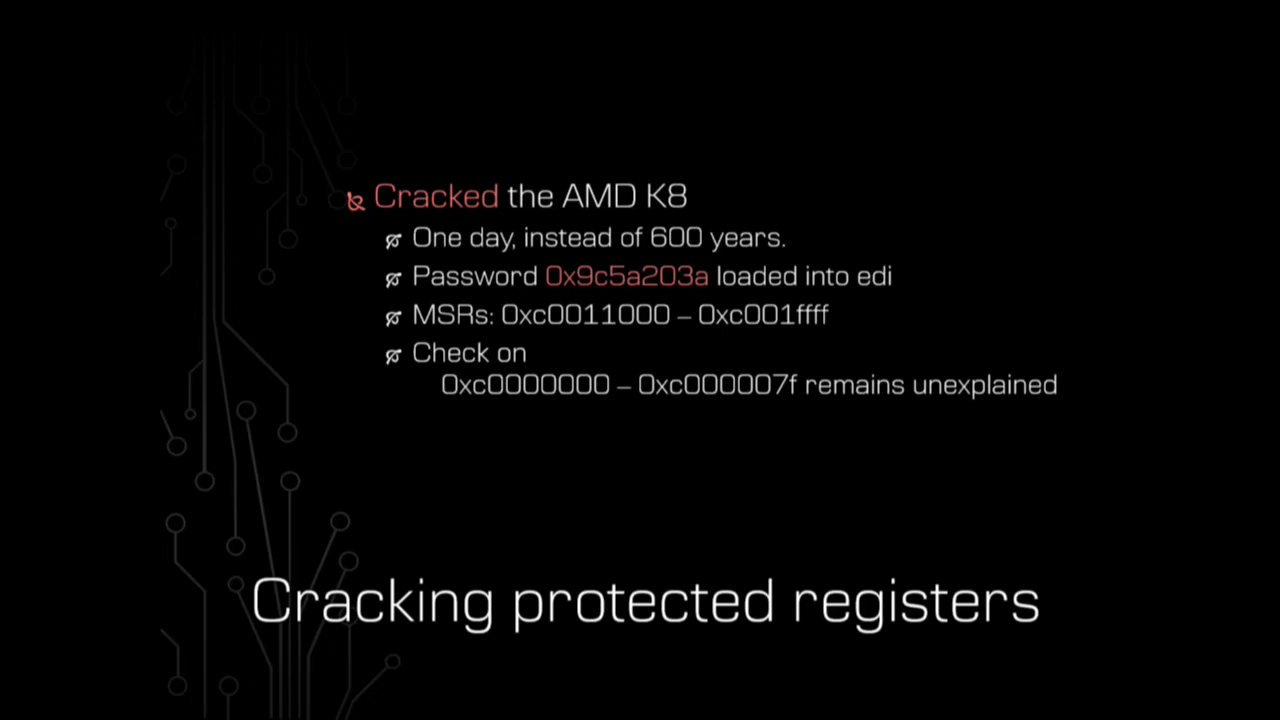 Cracked the AMD K8
One day, instead of 600 years.
Password 0x9c5a203a loaded into edi
MSRs: 0xc0011000 – 0xc001ffff
Check on
0xc0000000 – 0xc000007f remains unexplained
Cracking protected registers